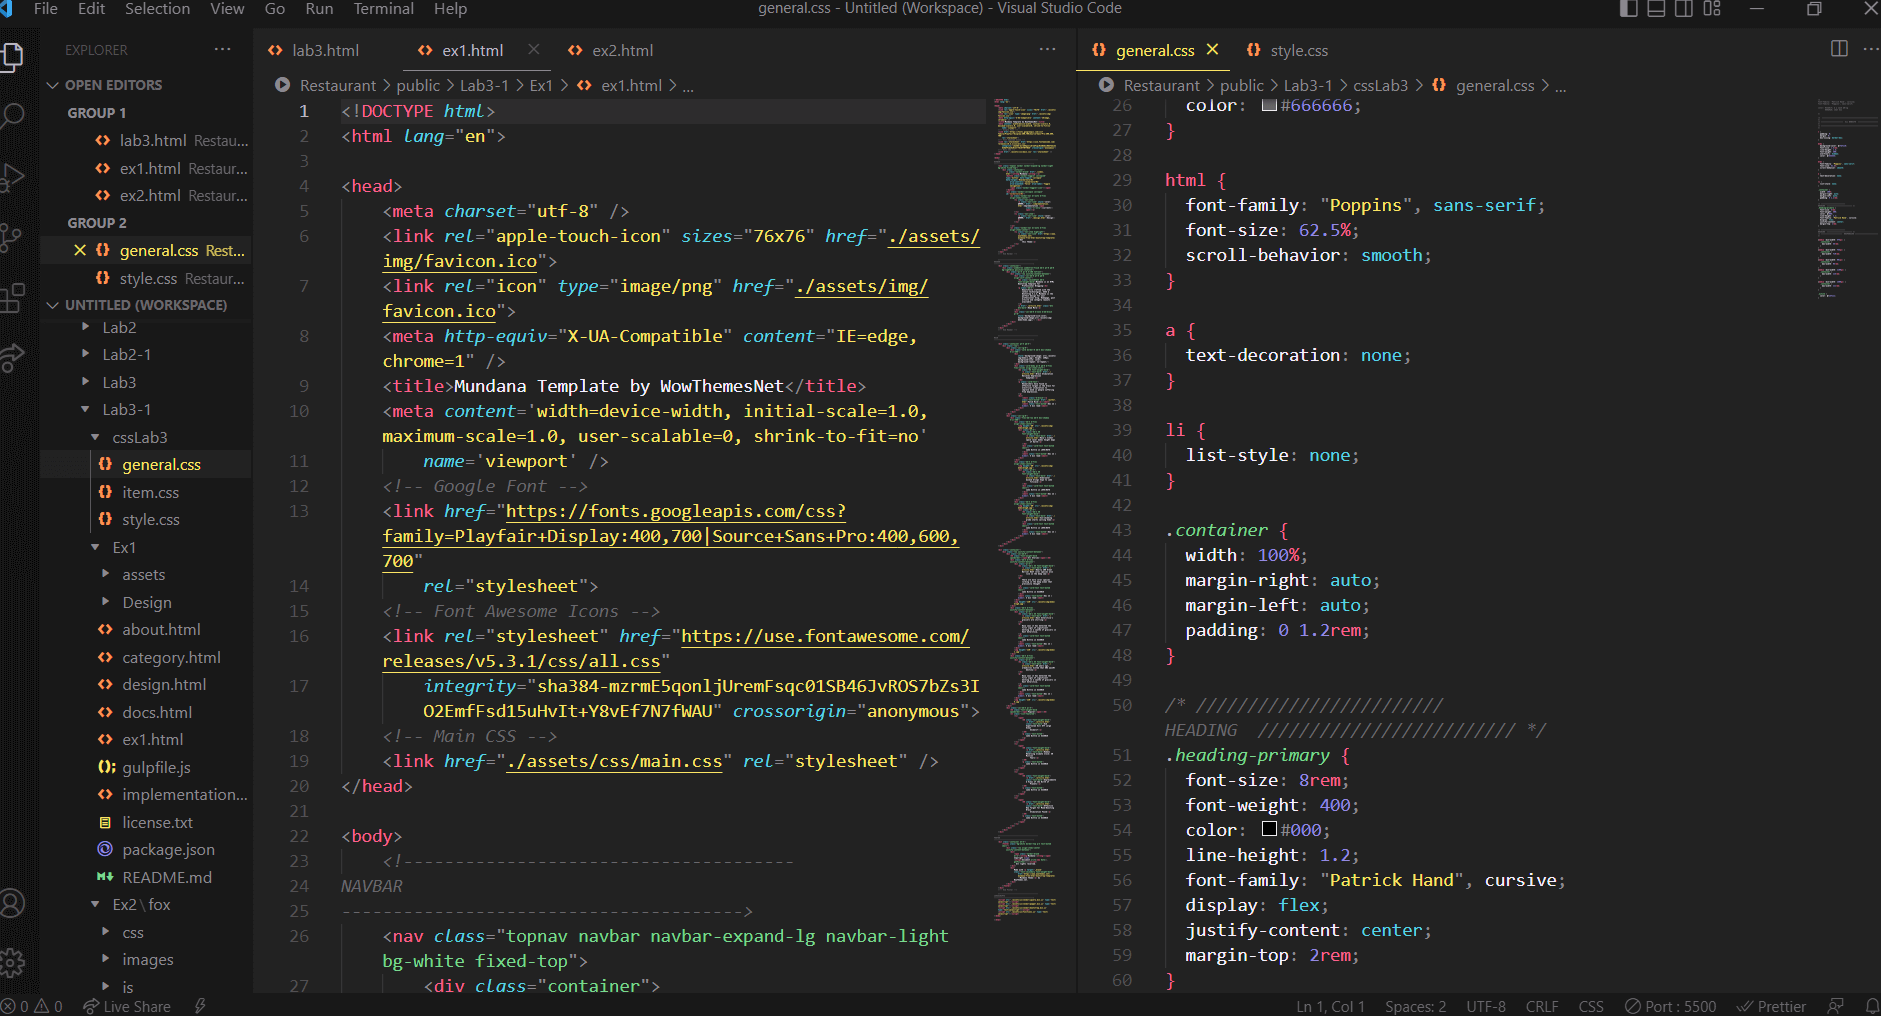 File Edit Selection View Go Run Terminal Help
general.css - Untitled (Workspace) - Visual Studio Code
EXPLORER ...
OPEN EDITORS
GROUP 1
lab3.html Restau...
ex1.html Restaur...
ex2.html Restaur...
GROUP 2
general.css Rest...
style.css Restaur...
UNTITLED (WORKSPACE)
Lab2
Lab2-1
Lab3
Lab3-1
cssLab3
general.css
item.css
style.css
Ex1
assets
Design
about.html
category.html
design.html
docs.html
ex1.html
gulpfile.js
implementation...
license.txt
package.json
README.md
Ex2\fox
css
images
lab3.html ex1.html ex2.html ...
Restaurant > public > Lab3-1 > Ex1 > ex1.html > ...
1 <!DOCTYPE html>
2 <html lang="en">
3
4 <head>
5 <meta charset="utf-8" />
6 <link rel="apple-touch-icon" sizes="76x76" href="./assets/
img/favicon.ico">
7 <link rel="icon" type="image/png" href="./assets/img/
favicon.ico">
8 <meta http-equiv="X-UA-Compatible" content="IE=edge,
chrome=1" />
9 <title>Mundana Template by WowThemesNet</title>
10 <meta content='width=device-width, initial-scale=1.0,
maximum-scale=1.0, user-scalable=0, shrink-to-fit=no'
11 name='viewport' />
12 <!-- Google Font -->
13 <link href="https://fonts.googleapis.com/css?
family=Playfair+Display:400,700|Source+Sans+Pro:400,600,
700"
14 rel="stylesheet">
15 <!-- Font Awesome Icons -->
16 <link rel="stylesheet" href="https://use.fontawesome.com/
releases/v5.3.1/css/all.css"
17 integrity="sha384-mzrmE5qonljUremFsqc01SB46JvROS7bZs3I
O2EmfFsd15uHvIt+Y8vEf7N7fWAU" crossorigin="anonymous">
18 <!-- Main CSS -->
19 <link href="./assets/css/main.css" rel="stylesheet" />
20 </head>
21
22 <body>
23 <!--------------------------------------
24 NAVBAR
25 --------------------------------------->
26 <nav class="topnav navbar navbar-expand-lg navbar-light
bg-white fixed-top">
27 <div class="container">
general.css style.css ...
Restaurant > public > Lab3-1 > cssLab3 > general.css > ...
26 color: #666666;
27 }
28
29 html {
30 font-family: "Poppins", sans-serif;
31 font-size: 62.5%;
32 scroll-behavior: smooth;
33 }
34
35 a {
36 text-decoration: none;
37 }
38
39 li {
40 list-style: none;
41 }
42
43 .container {
44 width: 100%;
45 margin-right: auto;
46 margin-left: auto;
47 padding: 0 1.2rem;
48 }
49
50 /* ////////////////////////
HEADING ///////////////////////// */
51 .heading-primary {
52 font-size: 8rem;
53 font-weight: 400;
54 color: #000;
55 line-height: 1.2;
56 font-family: "Patrick Hand", cursive;
57 display: flex;
58 justify-content: center;
59 margin-top: 2rem;
60 }
0 0 Live Share
Ln 1, Col 1 Spaces: 2 UTF-8 CRLF CSS Port : 5500 Prettier